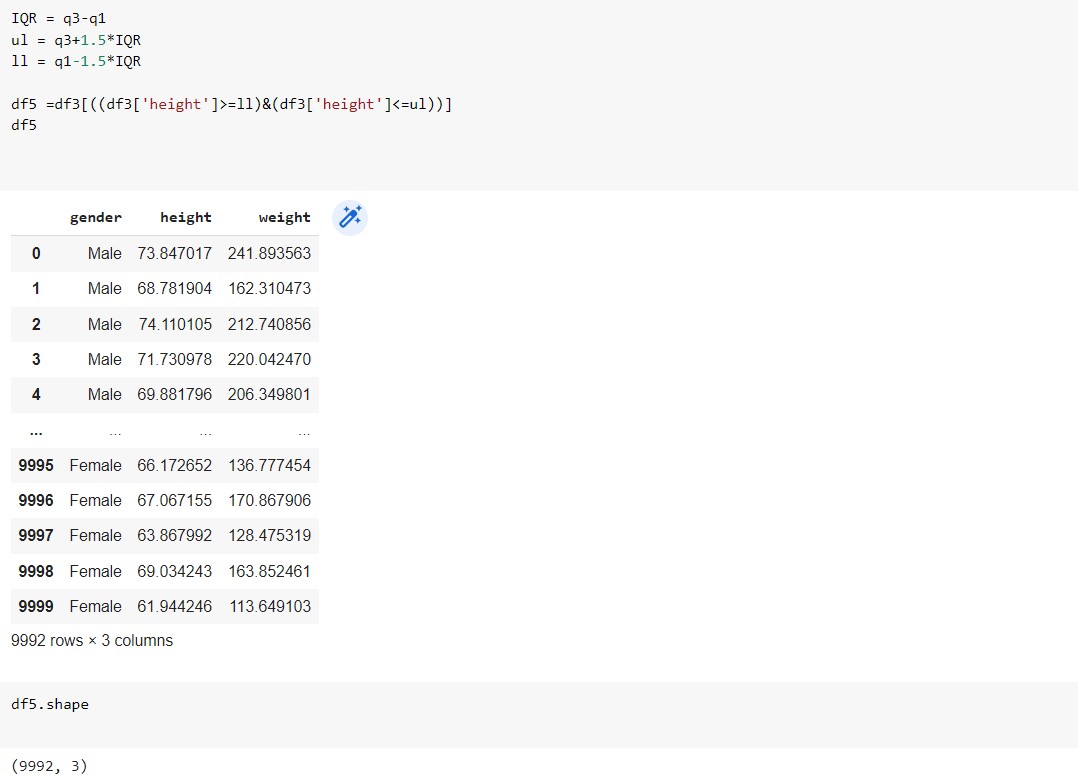 IQR = q3-q1
ul = q3+1.5*IQR
ll = q1-1.5*IQR
df5 =df3[((df3['height']>=ll)&(df3['height']<=ul))]
df5
gender height weight
0 Male 73.847017 241.893563
1 Male 68.781904 162.310473
2 Male 74.110105 212.740856
3 Male 71.730978 220.042470
4 Male 69.881796 206.349801
... ... ... ...
9995 Female 66.172652 136.777454
9996 Female 67.067155 170.867906
9997 Female 63.867992 128.475319
9998 Female 69.034243 163.852461
9999 Female 61.944246 113.649103
9992 rows × 3 columns
df5.shape
(9992, 3)